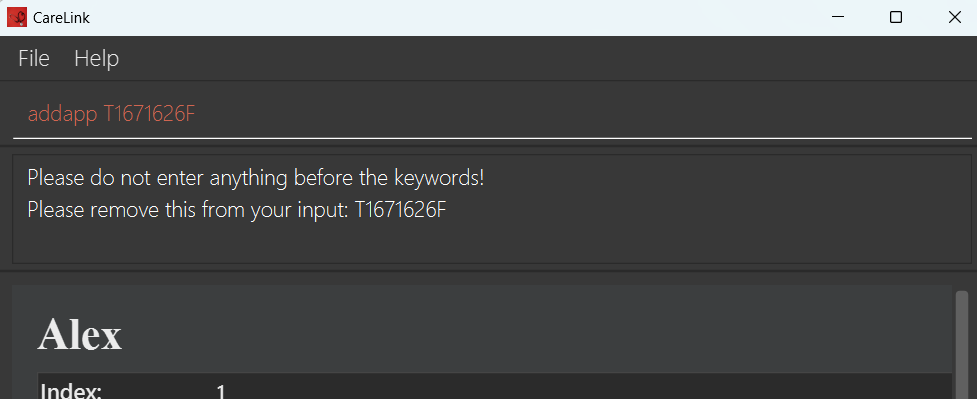 CareLink
File Help
addapp T1671626F
Please do not enter anything before the keywords!
Please remove this from your input: T1671626F
Alex
Index: 1